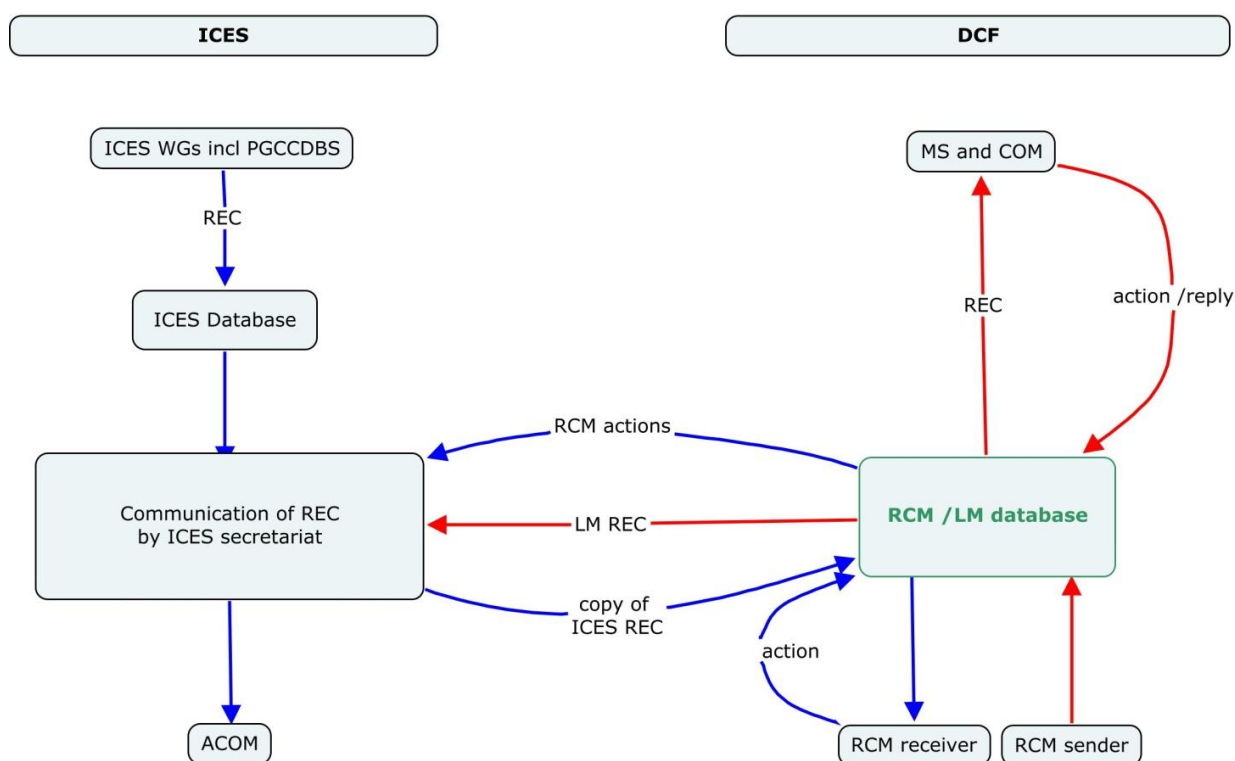 ICES
DCF
ICES WGs incl PGCCDBS
MS and COM
REC
REC
action /reply
ICES Database
RCM actions
Communication of REC
by ICES secretariat
LM REC
RCM /LM database
copy of
ICES REC
action
ACOM
RCM receiver
RCM sender